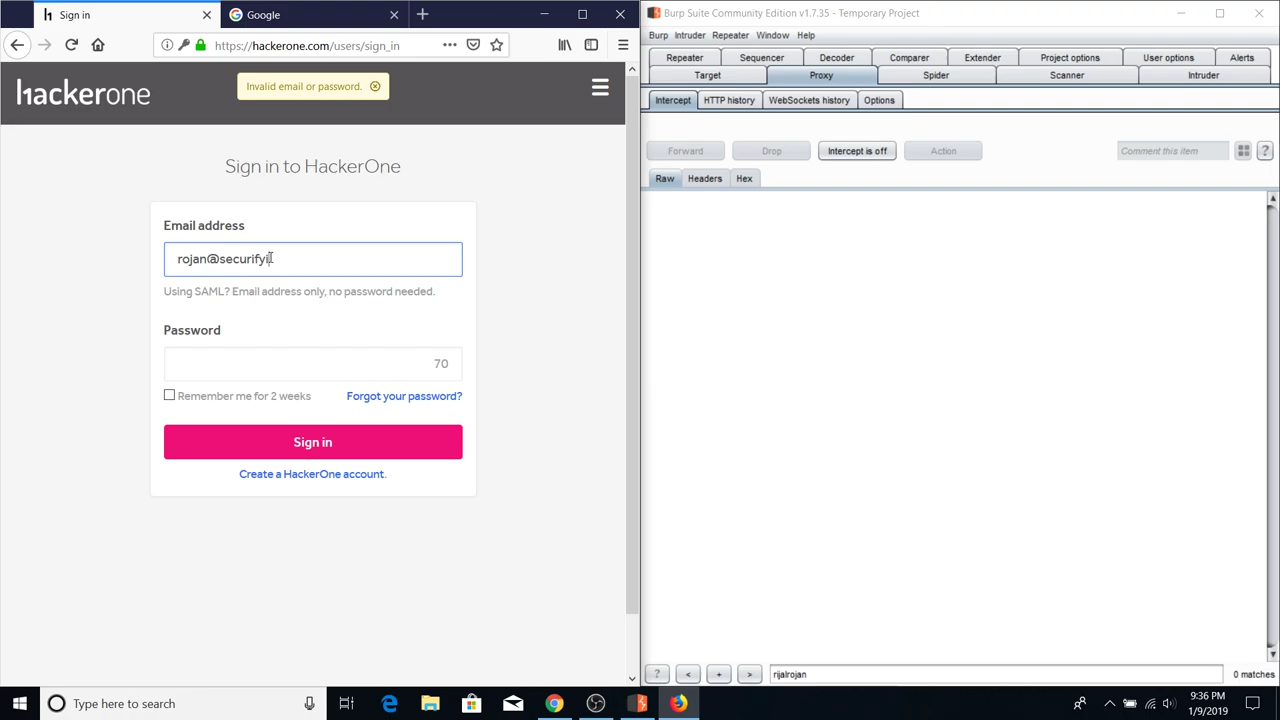 Sign in
Google
https://hackerone.com/users/sign_in
hackerone
Invalid email or password.
Sign in to HackerOne
Email address
rojan@securifyi
Using SAML? Email address only, no password needed.
Password
70
Remember me for 2 weeks
Forgot your password?
Sign in
Create a HackerOne account.
Burp Suite Community Edition v1.7.35 - Temporary Project
Burp Intruder Repeater Window Help
Repeater Sequencer Decoder Comparer Extender Project options User options Alerts
Target Proxy Spider Scanner Intruder
Intercept HTTP history WebSockets history Options
Forward Drop Intercept is off Action Comment this item ?
Raw Headers Hex
? < + > rijalrojan 0 matches
Type here to search
9:36 PM
1/9/2019